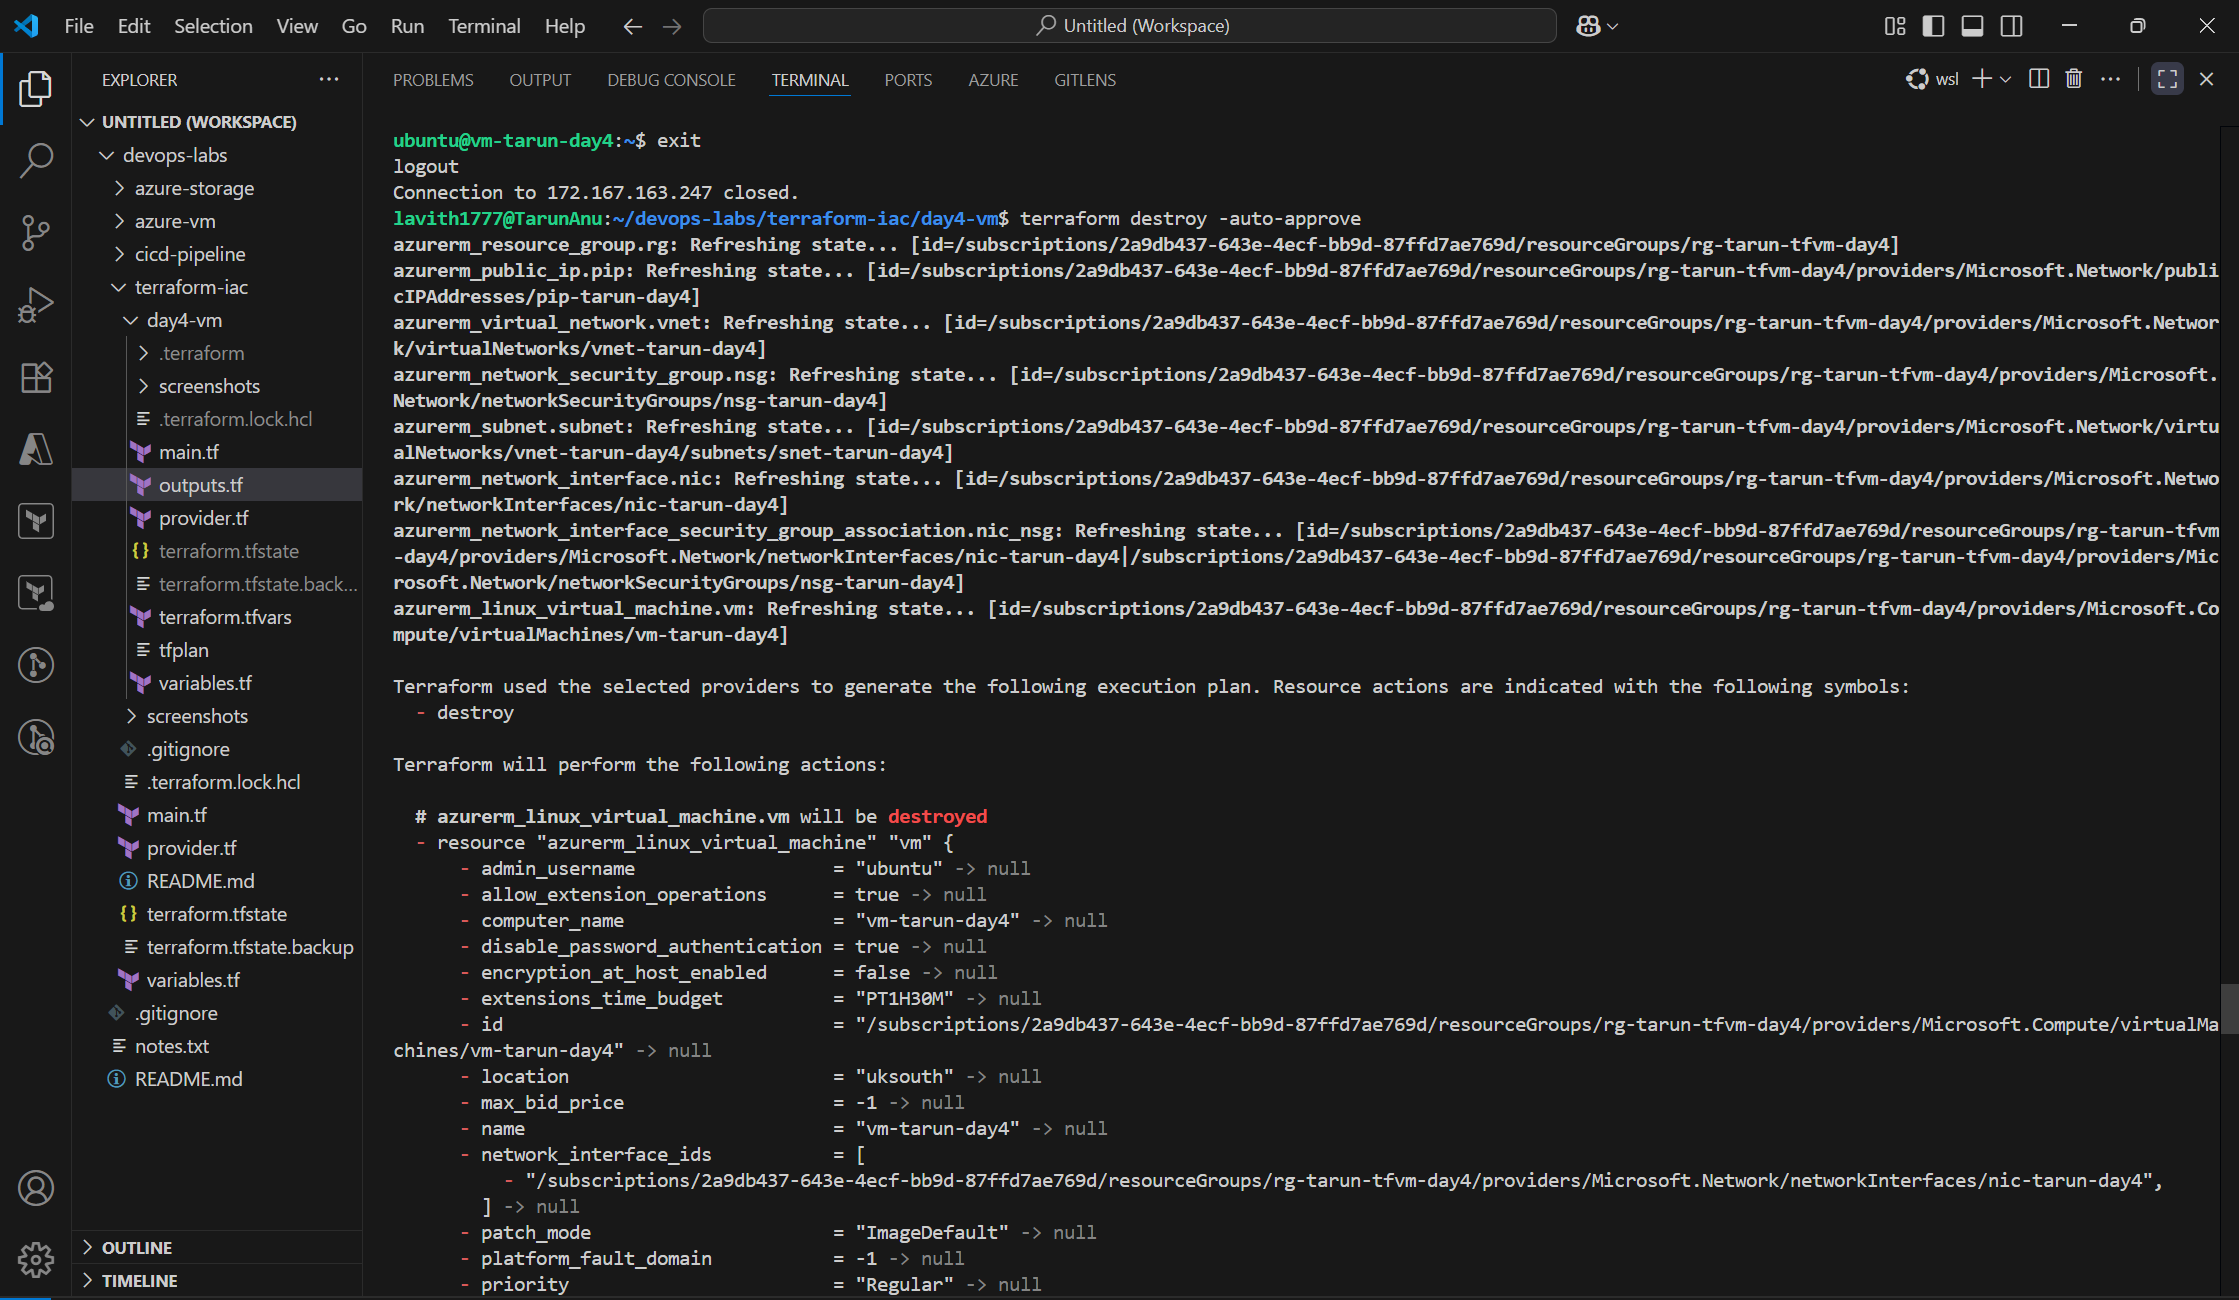 File Edit Selection View Go Run Terminal Help Untitled (Workspace)
EXPLORER
UNTITLED (WORKSPACE)
devops-labs
azure-storage
azure-vm
cicd-pipeline
terraform-iac
day4-vm
.terraform
screenshots
.terraform.lock.hcl
main.tf
outputs.tf
provider.tf
terraform.tfstate
terraform.tfstate.back...
terraform.tfvars
tfplan
variables.tf
screenshots
.gitignore
.terraform.lock.hcl
main.tf
provider.tf
README.md
terraform.tfstate
terraform.tfstate.backup
variables.tf
.gitignore
notes.txt
README.md
OUTLINE
TIMELINE
PROBLEMS OUTPUT DEBUG CONSOLE TERMINAL PORTS AZURE GITLENS wsl
ubuntu@vm-tarun-day4:~$ exit
logout
Connection to 172.167.163.247 closed.
lavith1777@TarunAnu:~/devops-labs/terraform-iac/day4-vm$ terraform destroy -auto-approve
azurerm_resource_group.rg: Refreshing state... [id=/subscriptions/2a9db437-643e-4ecf-bb9d-87ffd7ae769d/resourceGroups/rg-tarun-tfvm-day4]
azurerm_public_ip.pip: Refreshing state... [id=/subscriptions/2a9db437-643e-4ecf-bb9d-87ffd7ae769d/resourceGroups/rg-tarun-tfvm-day4/providers/Microsoft.Network/publi
cIPAddresses/pip-tarun-day4]
azurerm_virtual_network.vnet: Refreshing state... [id=/subscriptions/2a9db437-643e-4ecf-bb9d-87ffd7ae769d/resourceGroups/rg-tarun-tfvm-day4/providers/Microsoft.Networ
k/virtualNetworks/vnet-tarun-day4]
azurerm_network_security_group.nsg: Refreshing state... [id=/subscriptions/2a9db437-643e-4ecf-bb9d-87ffd7ae769d/resourceGroups/rg-tarun-tfvm-day4/providers/Microsoft.
Network/networkSecurityGroups/nsg-tarun-day4]
azurerm_subnet.subnet: Refreshing state... [id=/subscriptions/2a9db437-643e-4ecf-bb9d-87ffd7ae769d/resourceGroups/rg-tarun-tfvm-day4/providers/Microsoft.Network/virtu
alNetworks/vnet-tarun-day4/subnets/snet-tarun-day4]
azurerm_network_interface.nic: Refreshing state... [id=/subscriptions/2a9db437-643e-4ecf-bb9d-87ffd7ae769d/resourceGroups/rg-tarun-tfvm-day4/providers/Microsoft.Netwo
rk/networkInterfaces/nic-tarun-day4]
azurerm_network_interface_security_group_association.nic_nsg: Refreshing state... [id=/subscriptions/2a9db437-643e-4ecf-bb9d-87ffd7ae769d/resourceGroups/rg-tarun-tfvm
-day4/providers/Microsoft.Network/networkInterfaces/nic-tarun-day4|/subscriptions/2a9db437-643e-4ecf-bb9d-87ffd7ae769d/resourceGroups/rg-tarun-tfvm-day4/providers/Mic
rosoft.Network/networkSecurityGroups/nsg-tarun-day4]
azurerm_linux_virtual_machine.vm: Refreshing state... [id=/subscriptions/2a9db437-643e-4ecf-bb9d-87ffd7ae769d/resourceGroups/rg-tarun-tfvm-day4/providers/Microsoft.Co
mpute/virtualMachines/vm-tarun-day4]
Terraform used the selected providers to generate the following execution plan. Resource actions are indicated with the following symbols:
- destroy
Terraform will perform the following actions:
# azurerm_linux_virtual_machine.vm will be destroyed
- resource "azurerm_linux_virtual_machine" "vm" {
- admin_username = "ubuntu" -> null
- allow_extension_operations = true -> null
- computer_name = "vm-tarun-day4" -> null
- disable_password_authentication = true -> null
- encryption_at_host_enabled = false -> null
- extensions_time_budget = "PT1H30M" -> null
- id = "/subscriptions/2a9db437-643e-4ecf-bb9d-87ffd7ae769d/resourceGroups/rg-tarun-tfvm-day4/providers/Microsoft.Compute/virtualMa
chines/vm-tarun-day4" -> null
- location = "uksouth" -> null
- max_bid_price = -1 -> null
- name = "vm-tarun-day4" -> null
- network_interface_ids = [
- "/subscriptions/2a9db437-643e-4ecf-bb9d-87ffd7ae769d/resourceGroups/rg-tarun-tfvm-day4/providers/Microsoft.Network/networkInterfaces/nic-tarun-day4",
] -> null
- patch_mode = "ImageDefault" -> null
- platform_fault_domain = -1 -> null
- priority = "Regular" -> null